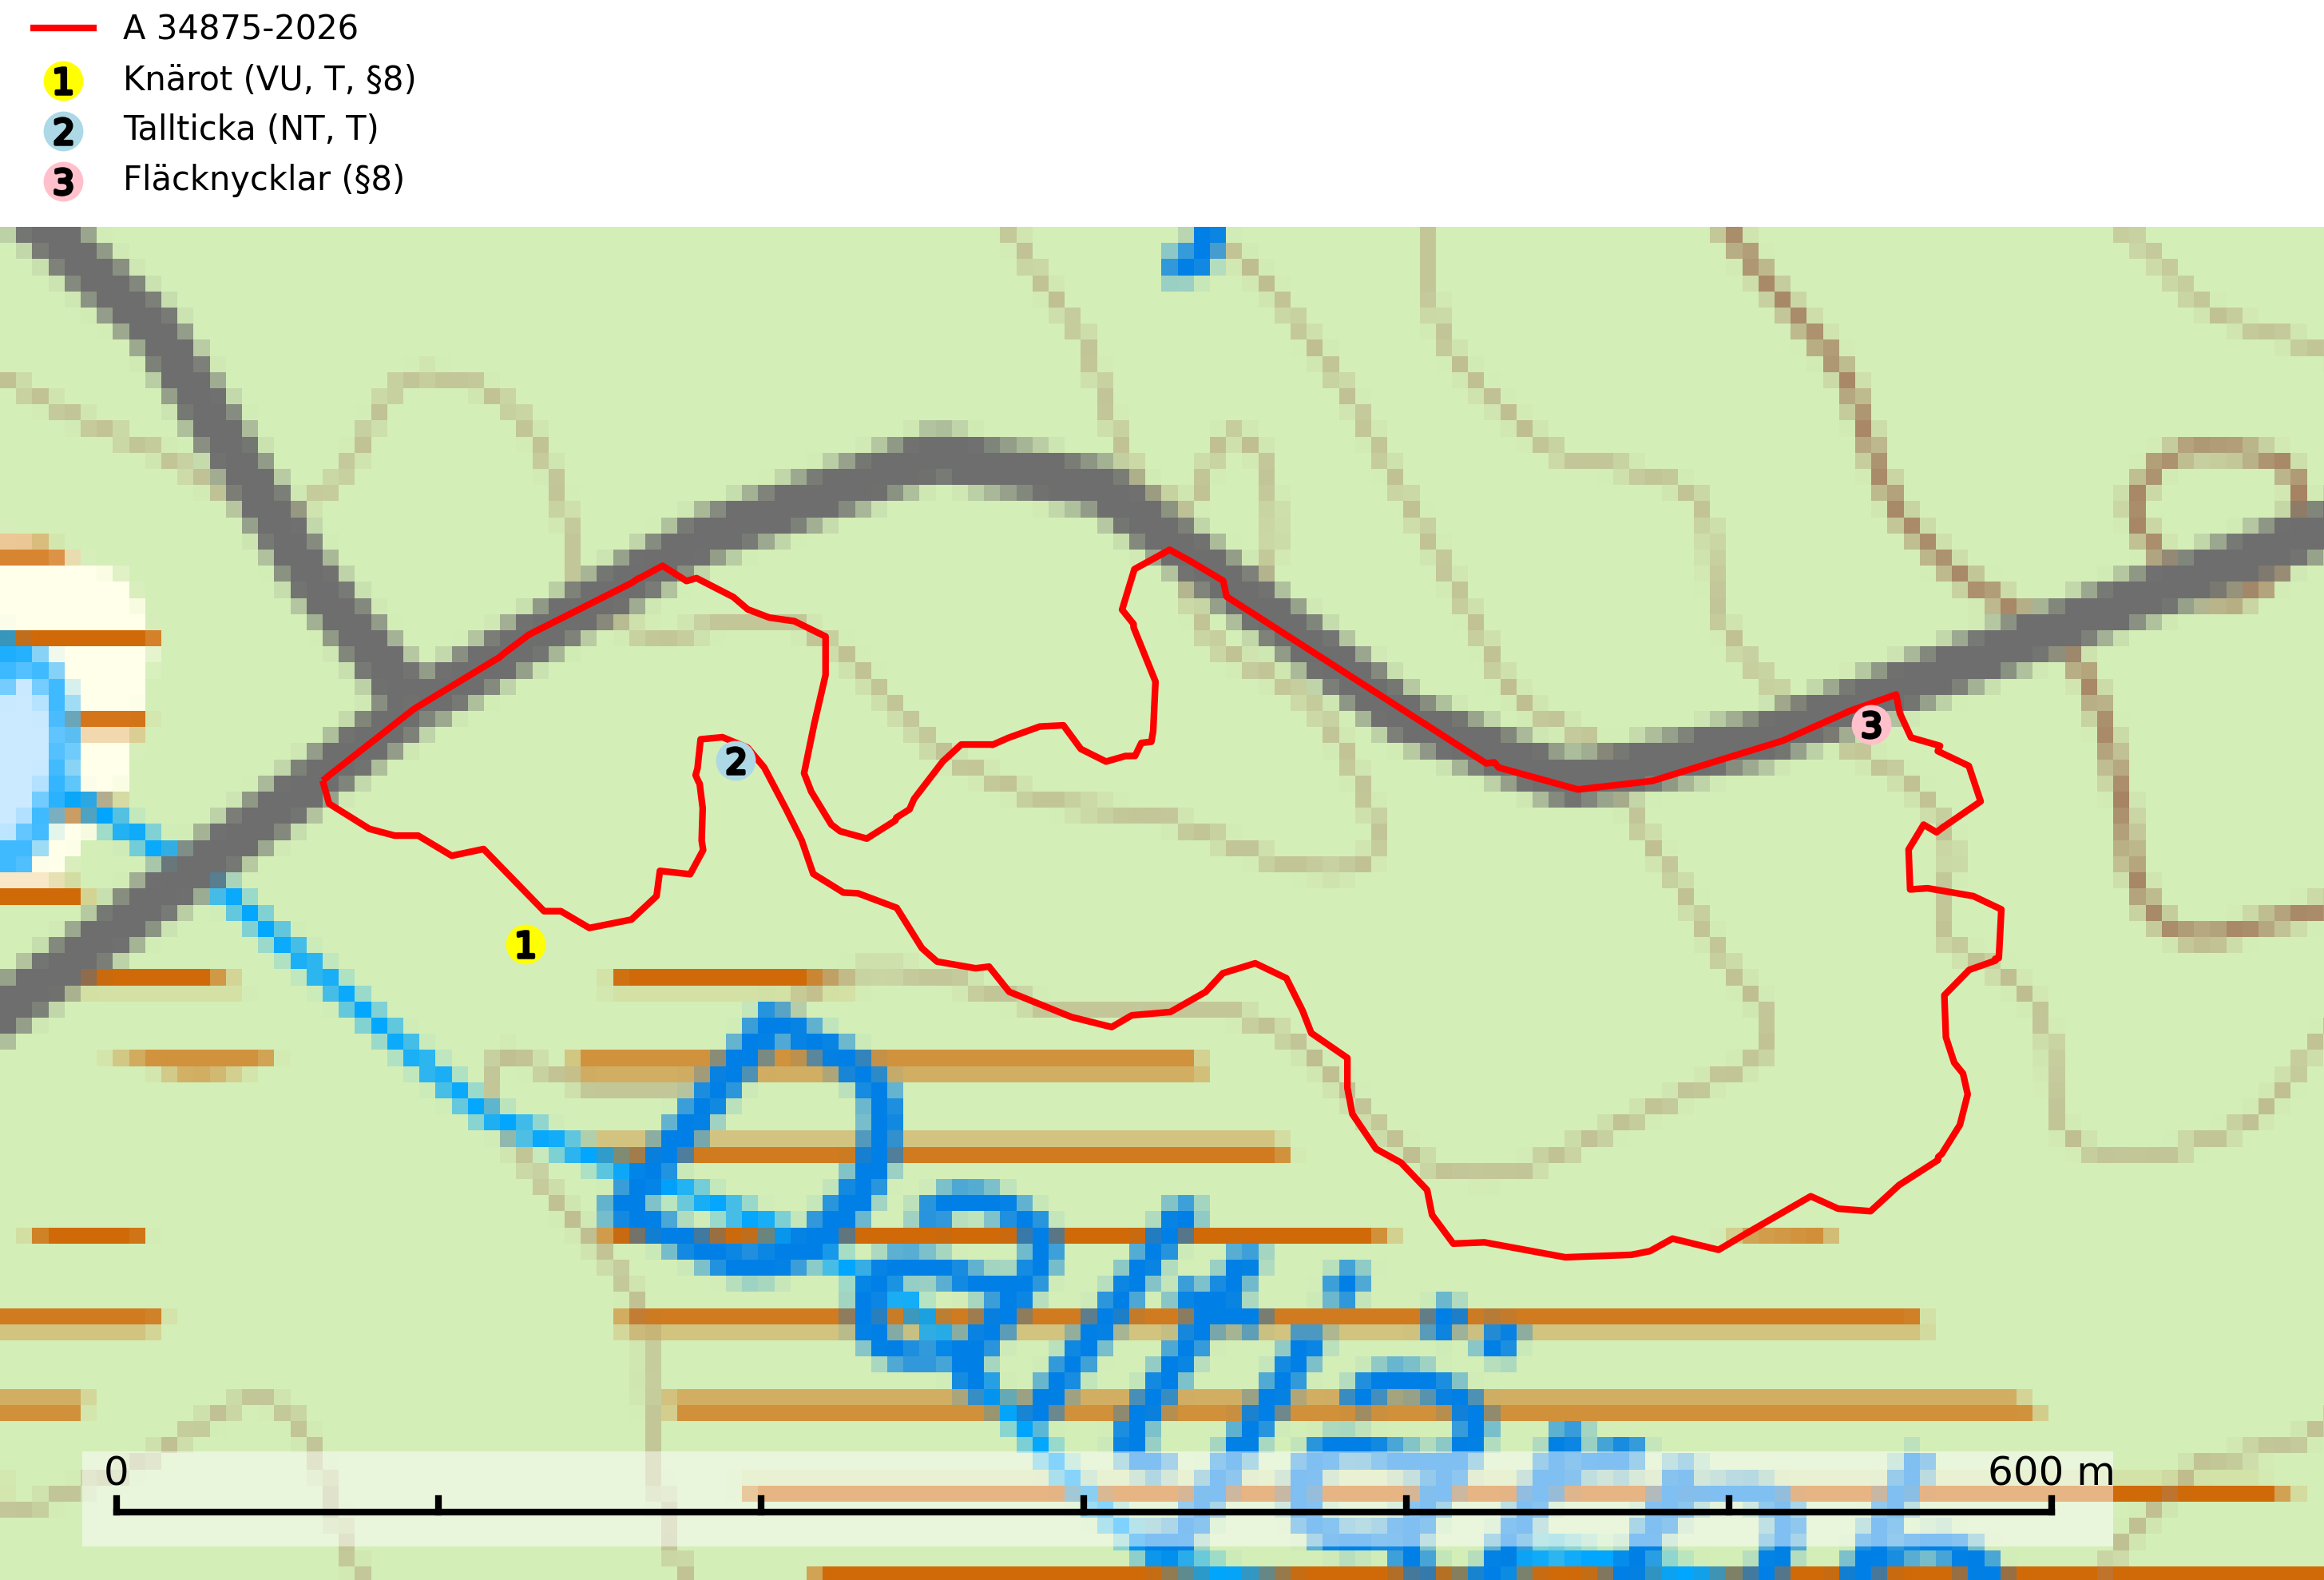 A 34875-2026
1 Knärot (VU, T, §8)
2 Tallticka (NT, T)
3 Fläcknycklar (§8)
3
2
1
0 600 m